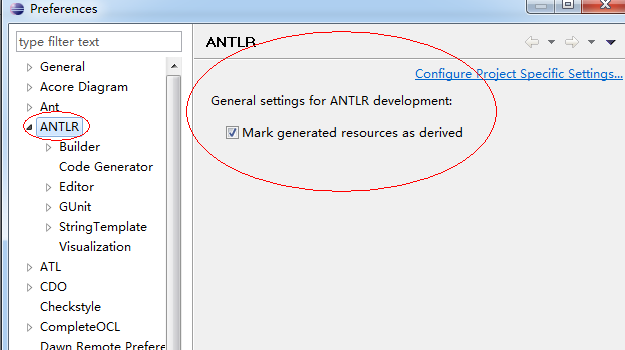 Preferences
type filter text
General
Acore Diagram
Ant
ANTLR
Builder
Code Generator
Editor
GUnit
StringTemplate
Visualization
ATL
CDO
Checkstyle
CompleteOCL
Dawn Remote Prefere
ANTLR
Configure Project Specific Settings...
General settings for ANTLR development:
Mark generated resources as derived